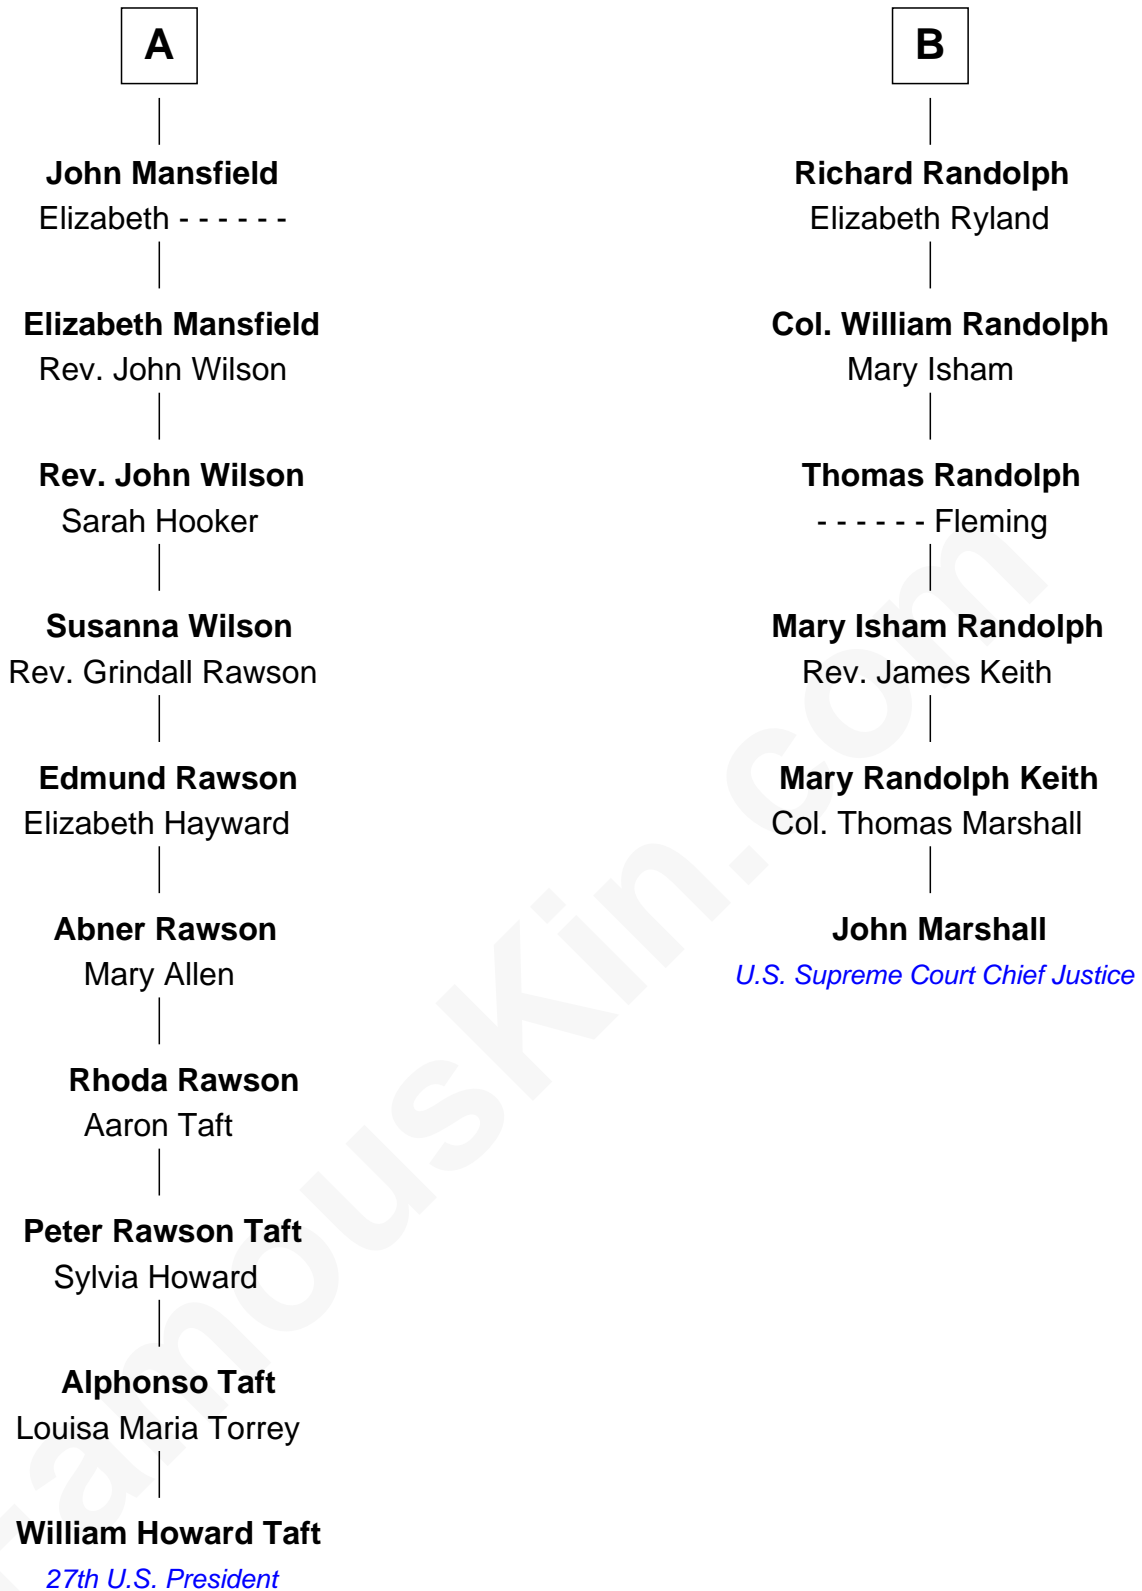 A
John Mansfield
Elizabeth - - - - - -
Elizabeth Mansfield
Rev. John Wilson
Rev. John Wilson
Sarah Hooker
Susanna Wilson
Rev. Grindall Rawson
Edmund Rawson
Elizabeth Hayward
Abner Rawson
Mary Allen
Rhoda Rawson
Aaron Taft
Peter Rawson Taft
Sylvia Howard
Alphonso Taft
Louisa Maria Torrey
William Howard Taft
27th U.S. President
B
Richard Randolph
Elizabeth Ryland
Col. William Randolph
Mary Isham
Thomas Randolph
- - - - - - Fleming
Mary Isham Randolph
Rev. James Keith
Mary Randolph Keith
Col. Thomas Marshall
John Marshall
U.S. Supreme Court Chief Justice
FamousKin.com